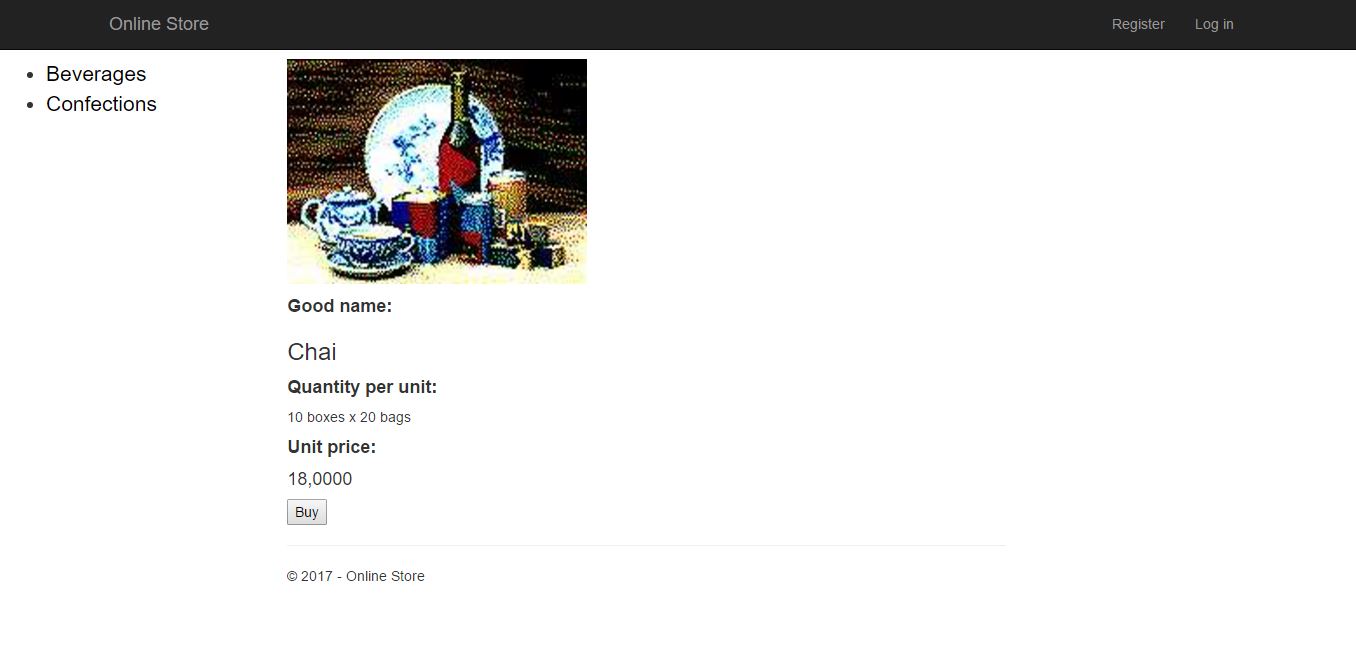 Online Store
Register
Log in
Beverages
Confections
Good name:
Chai
Quantity per unit:
10 boxes x 20 bags
Unit price:
18,0000
Buy
© 2017 - Online Store